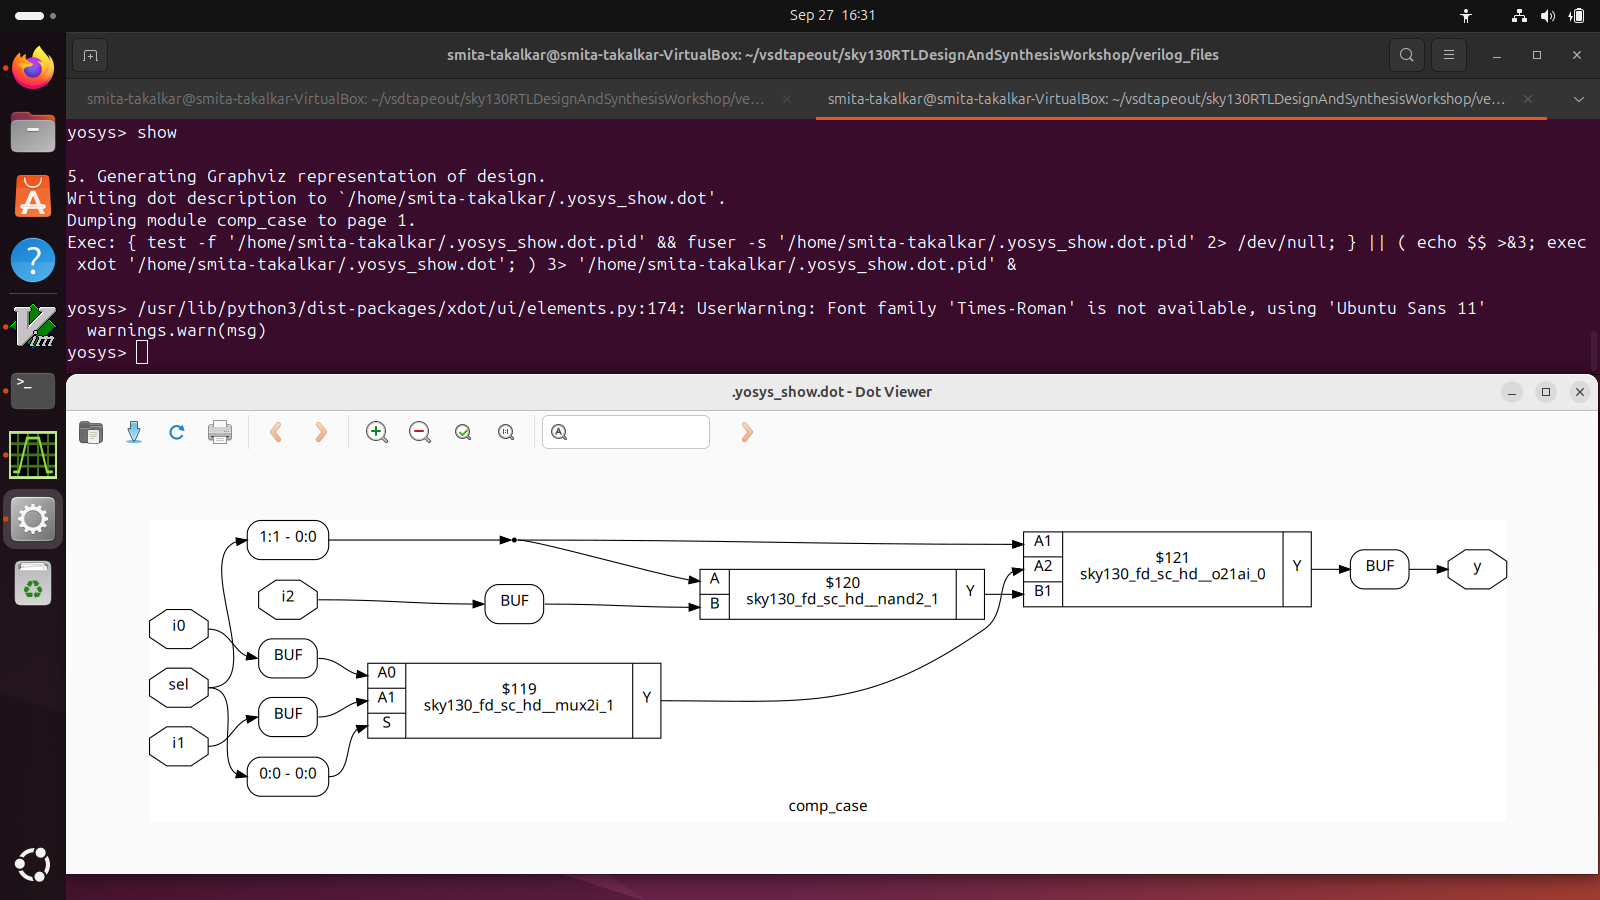 Sep 27 16:31
smita-takalkar@smita-takalkar-VirtualBox: ~/vsdtapeout/sky130RTLDesignAndSynthesisWorkshop/verilog_files
smita-takalkar@smita-takalkar-VirtualBox: ~/vsdtapeout/sky130RTLDesignAndSynthesisWorkshop/ve...
smita-takalkar@smita-takalkar-VirtualBox: ~/vsdtapeout/sky130RTLDesignAndSynthesisWorkshop/ve...
yosys> show
5. Generating Graphviz representation of design.
Writing dot description to `/home/smita-takalkar/.yosys_show.dot'.
Dumping module comp_case to page 1.
Exec: { test -f '/home/smita-takalkar/.yosys_show.dot.pid' && fuser -s '/home/smita-takalkar/.yosys_show.dot.pid' 2> /dev/null; } || ( echo $$ >&3; exec
xdot '/home/smita-takalkar/.yosys_show.dot'; ) 3> '/home/smita-takalkar/.yosys_show.dot.pid' &
yosys> /usr/lib/python3/dist-packages/xdot/ui/elements.py:174: UserWarning: Font family 'Times-Roman' is not available, using 'Ubuntu Sans 11'
warnings.warn(msg)
yosys>
.yosys_show.dot - Dot Viewer
1:1 - 0:0
i2
BUF
i0
BUF
sel
BUF
i1
0:0 - 0:0
A0
A1
S
$119
sky130_fd_sc_hd__mux2i_1
Y
A
B
$120
sky130_fd_sc_hd__nand2_1
Y
A1
A2
B1
$121
sky130_fd_sc_hd__o21ai_0
Y
BUF
y
comp_case